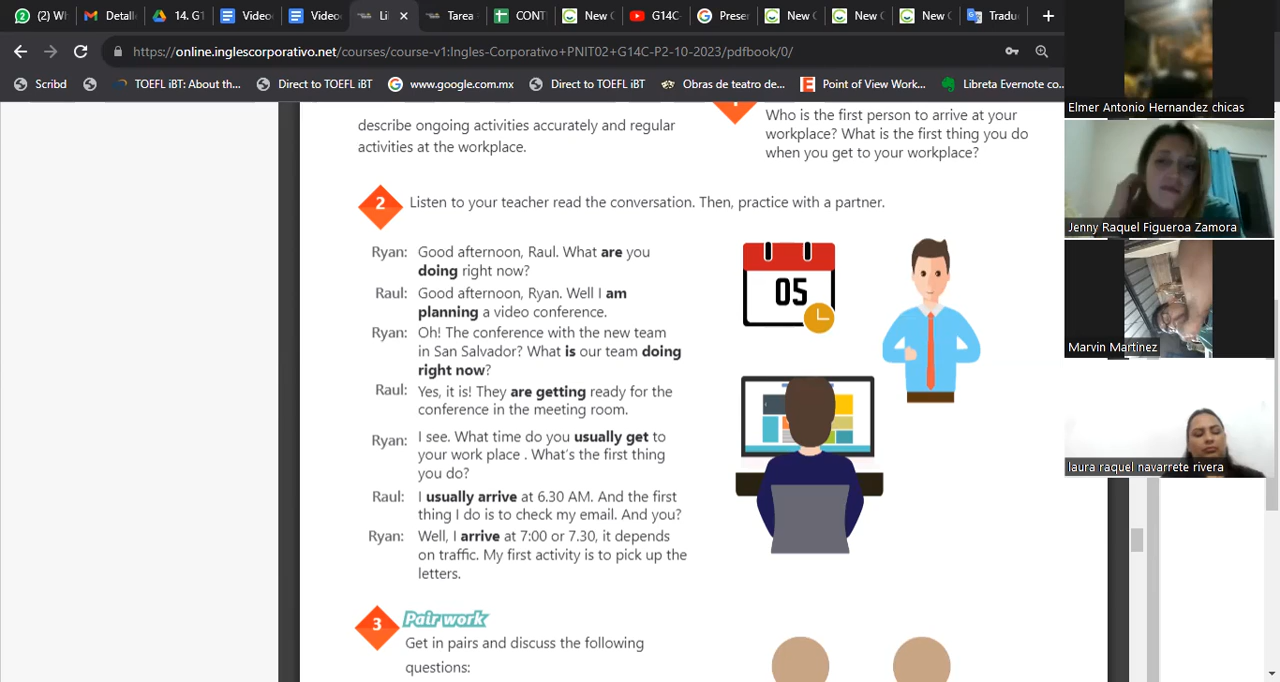 (2) W
Detall
14. G1
Video
Video
Li
Tarea
CONT
New C
G14C-
Preser
New C
New C
New C
Tradu
https://online.inglescorporativo.net/courses/course-v1:Ingles-Corporativo+PNIT02+G14C-P2-10-2023/pdfbook/0/
Scribd
TOEFL iBT: About th...
Direct to TOEFL iBT
www.google.com.mx
Direct to TOEFL iBT
Obras de teatro de...
Point of View Work...
Libreta Evernote co...
describe ongoing activities accurately and regular
activities at the workplace.
Who is the first person to arrive at your
workplace? What is the first thing you do
when you get to your workplace?
2 Listen to your teacher read the conversation. Then, practice with a partner.
Ryan: Good afternoon, Raul. What are you
doing right now?
Raul: Good afternoon, Ryan. Well I am
planning a video conference.
Ryan: Oh! The conference with the new team
in San Salvador? What is our team doing
right now?
Raul: Yes, it is! They are getting ready for the
conference in the meeting room.
Ryan: I see. What time do you usually get to
your work place . What's the first thing
you do?
Raul: I usually arrive at 6.30 AM. And the first
thing I do is to check my email. And you?
Ryan: Well, I arrive at 7:00 or 7.30, it depends
on traffic. My first activity is to pick up the
letters.
05
3 Pair work
Get in pairs and discuss the following
questions:
Elmer Antonio Hernandez chicas
Jenny Raquel Figueroa Zamora
Marvin Martinez
laura raquel navarrete rivera